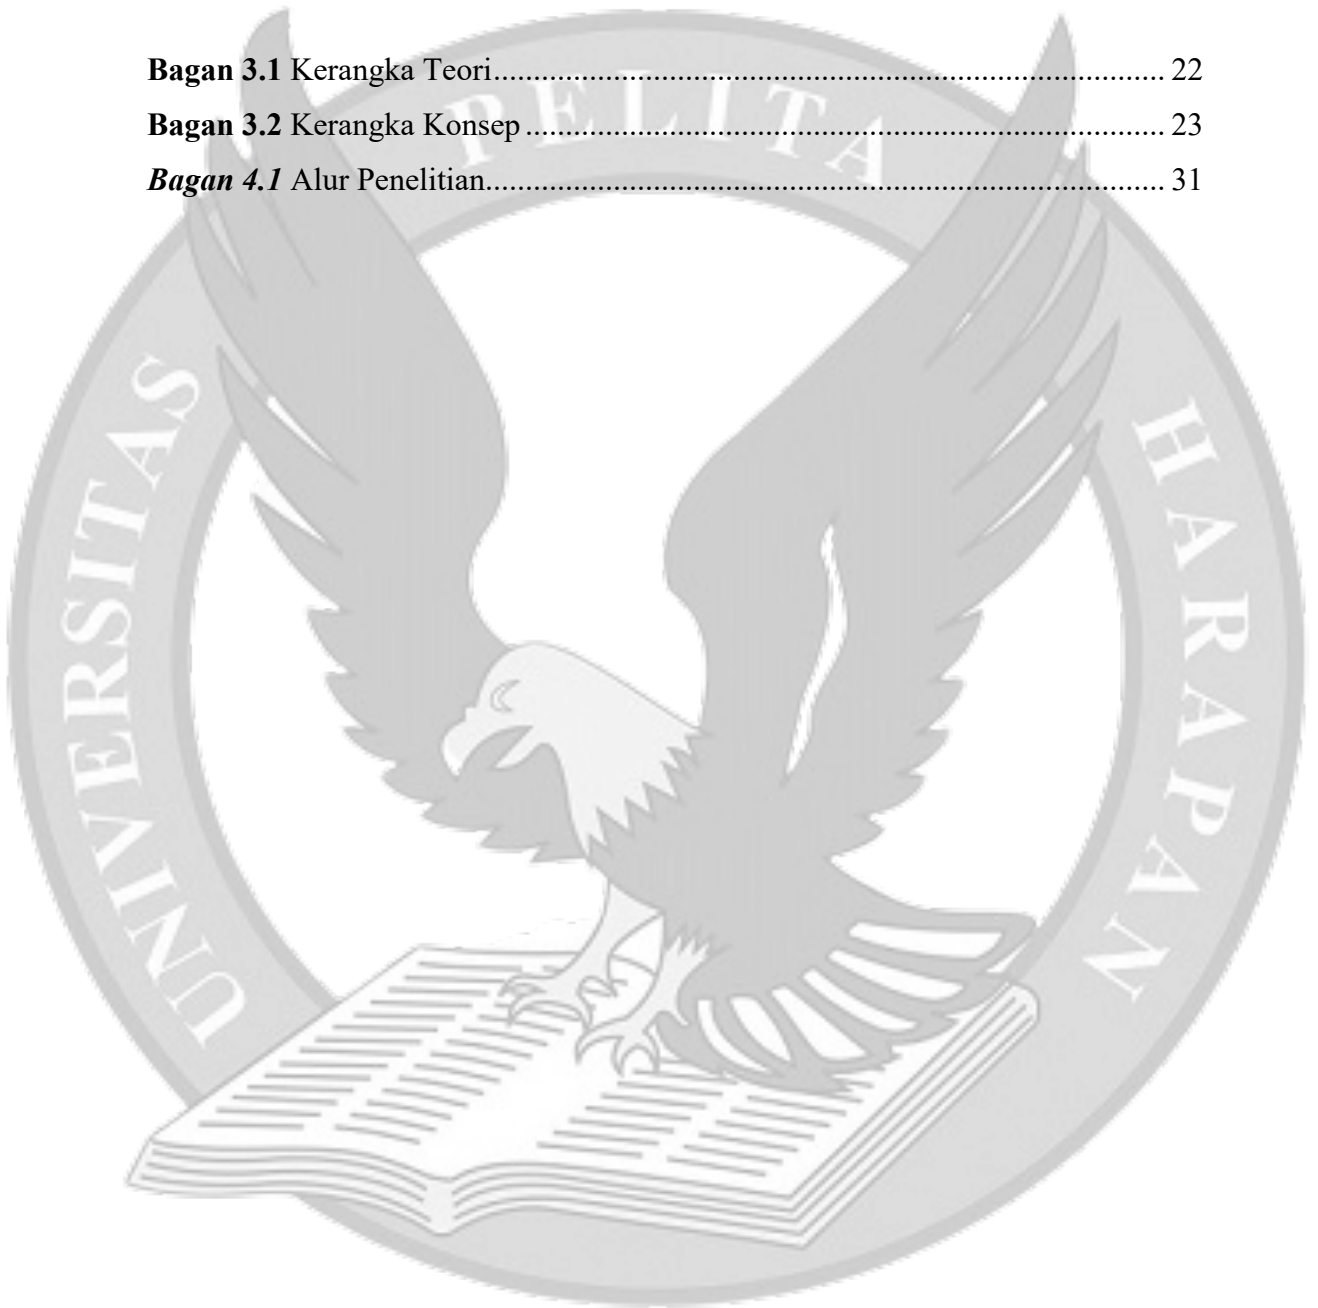 Bagan 3.1 Kerangka Teori.................................................................................... 22
Bagan 3.2 Kerangka Konsep ................................................................................ 23
Bagan 4.1 Alur Penelitian..................................................................................... 31
UNIVERSITAS PELITA HARAPAN